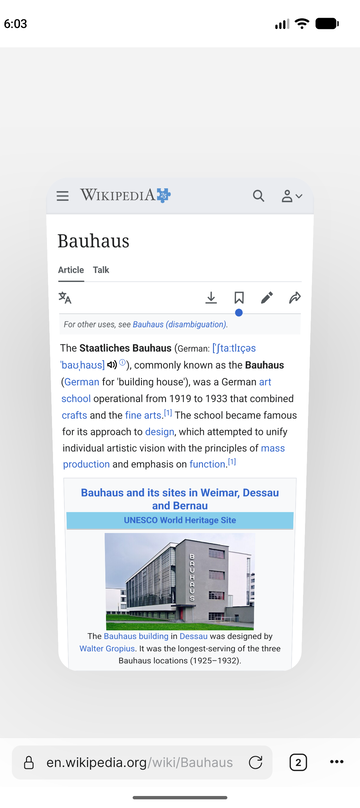 6:03
WIKIPEDIA
Bauhaus
Article Talk
For other uses, see Bauhaus (disambiguation).
The Staatliches Bauhaus (German: [ˈʃtaːtlɪçəs
ˈbaʊˌhaʊs] ⓘ), commonly known as the Bauhaus
(German for 'building house'), was a German art
school operational from 1919 to 1933 that combined
crafts and the fine arts.[1] The school became famous
for its approach to design, which attempted to unify
individual artistic vision with the principles of mass
production and emphasis on function.[1]
Bauhaus and its sites in Weimar, Dessau
and Bernau
UNESCO World Heritage Site
BAUHAUS
The Bauhaus building in Dessau was designed by
Walter Gropius. It was the longest-serving of the three
Bauhaus locations (1925–1932).
en.wikipedia.org/wiki/Bauhaus
2